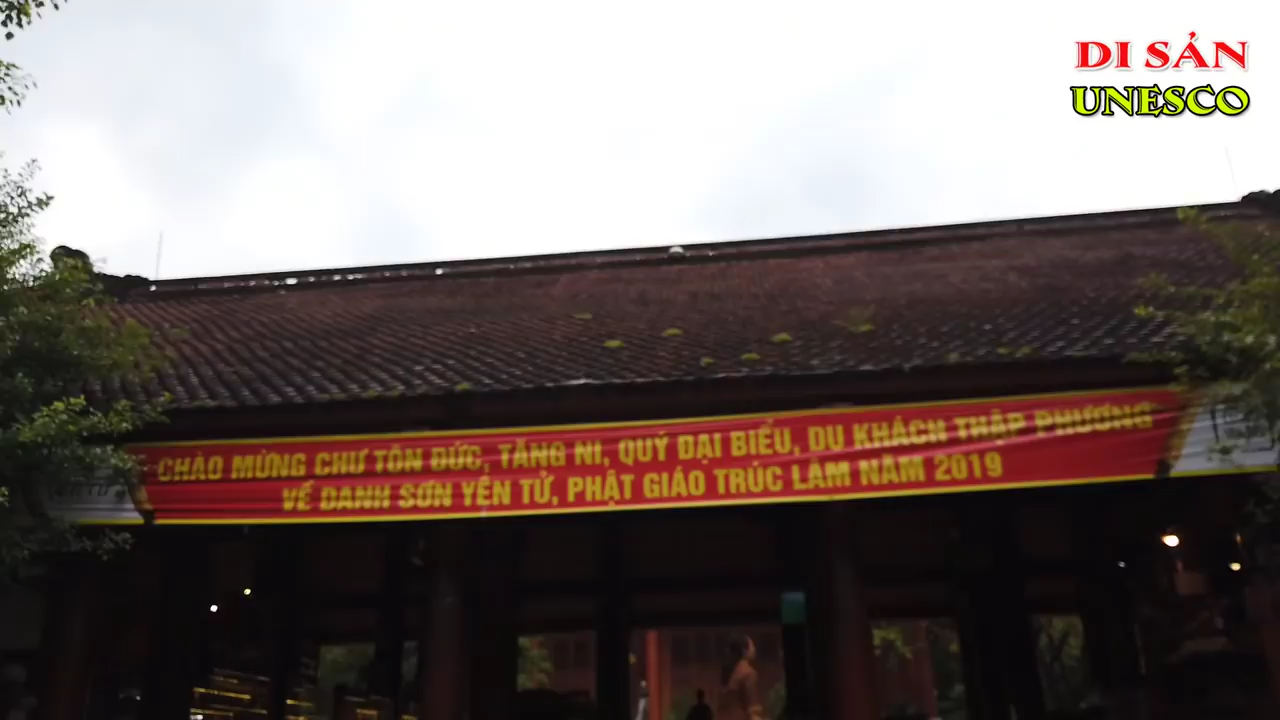 DI SẢN
UNESCO
CHÀO MỪNG CHƯ TÔN ĐỨC, TĂNG NI, QUÝ ĐẠI BIỂU, DU KHÁCH THẬP PHƯƠNG
VỀ DANH SƠN YÊN TỬ, PHẬT GIÁO TRÚC LÂM NĂM 2019